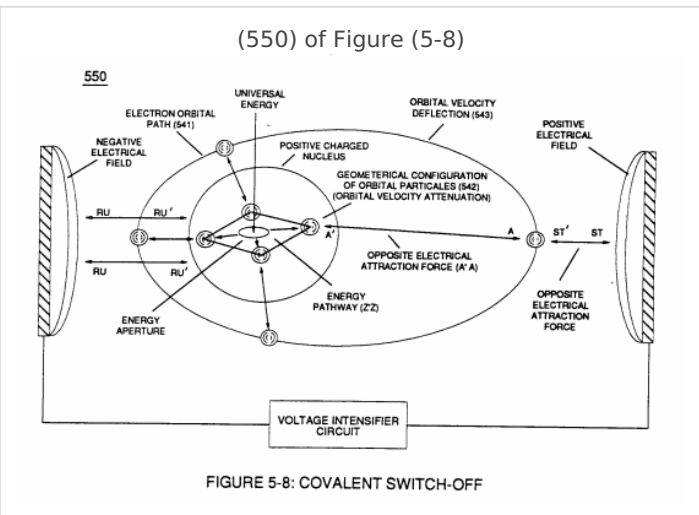 (550) of Figure (5-8)
550
UNIVERSAL
ENERGY
ELECTRON ORBITAL
PATH (541)
ORBITAL VELOCITY
DEFLECTION (543)
NEGATIVE
ELECTRICAL
FIELD
POSITIVE CHARGED
NUCLEUS
POSITIVE
ELECTRICAL
FIELD
GEOMETERICAL CONFIGURATION
OF ORBITAL PARTICALES (542)
(ORBITAL VELOCITY ATTENUATION)
RU RU'
A' A ST' ST
OPPOSITE ELECTRICAL
ATTRACTION FORCE (A' A)
RU RU'
ENERGY
PATHWAY (Z'Z)
ENERGY
APERTURE
OPPOSITE
ELECTRICAL
ATTRACTION
FORCE
VOLTAGE INTENSIFIER
CIRCUIT
FIGURE 5-8: COVALENT SWITCH-OFF